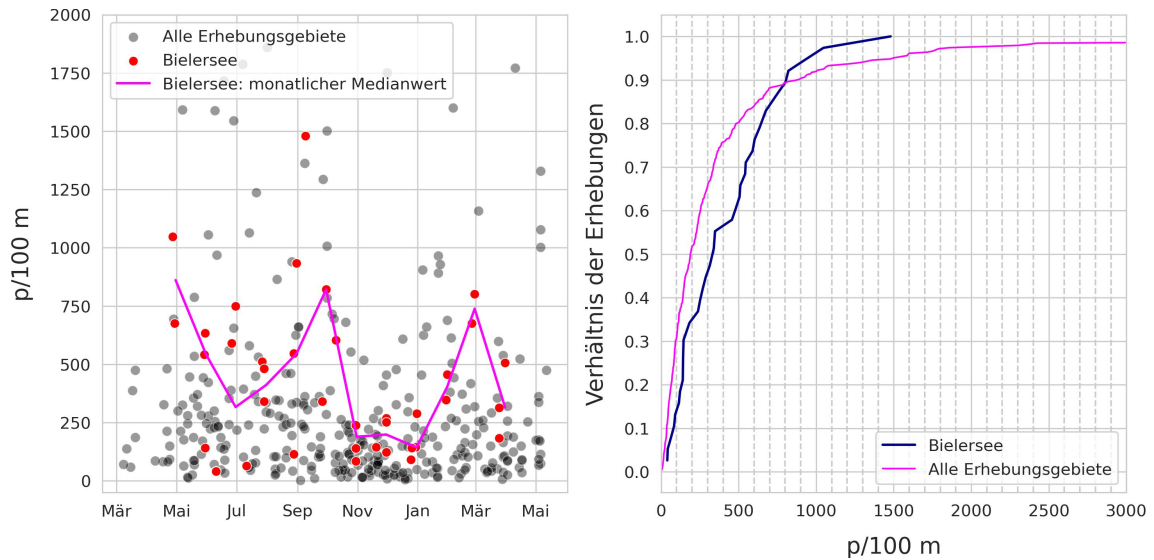 2000
1750
1500
1250
1000
750
500
250
0
p/100 m
Alle Erhebungsgebiete
Bielersee
Bielersee: monatlicher Medianwert
Mär Mai Jul Sep Nov Jan Mär Mai
1.0
0.9
0.8
0.7
0.6
0.5
0.4
0.3
0.2
0.1
0.0
Verhältnis der Erhebungen
Bielersee
Alle Erhebungsgebiete
0 500 1000 1500 2000 2500 3000
p/100 m